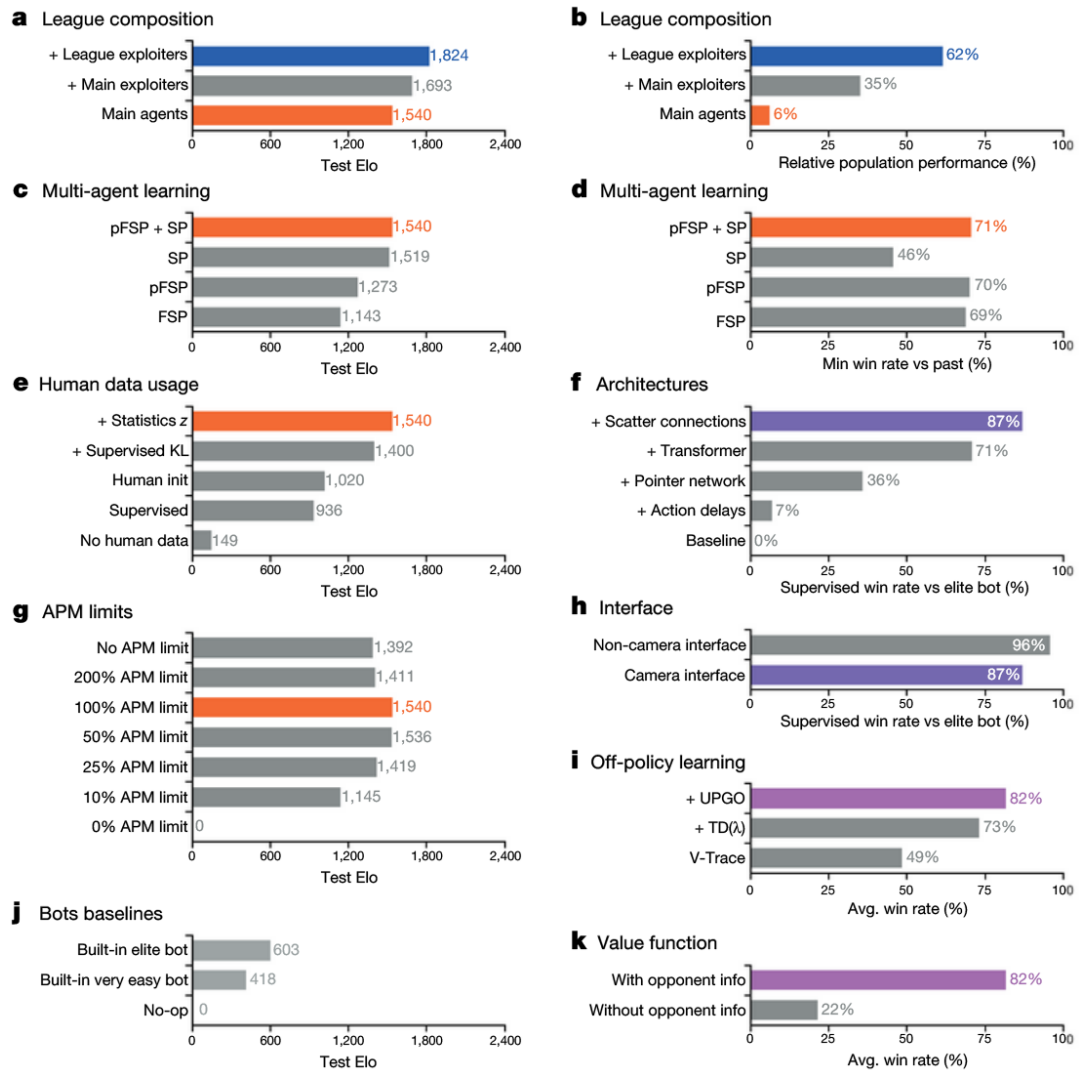 a League composition
+ League exploiters 1,824
+ Main exploiters 1,693
Main agents 1,540
0 600 1,200 1,800 2,400
Test Elo
b League composition
+ League exploiters 62%
+ Main exploiters 35%
Main agents 6%
0 25 50 75 100
Relative population performance (%)
c Multi-agent learning
pFSP + SP 1,540
SP 1,519
pFSP 1,273
FSP 1,143
0 600 1,200 1,800 2,400
Test Elo
d Multi-agent learning
pFSP + SP 71%
SP 46%
pFSP 70%
FSP 69%
0 25 50 75 100
Min win rate vs past (%)
e Human data usage
+ Statistics z 1,540
+ Supervised KL 1,400
Human init 1,020
Supervised 936
No human data 149
0 600 1,200 1,800 2,400
Test Elo
f Architectures
+ Scatter connections 87%
+ Transformer 71%
+ Pointer network 36%
+ Action delays 7%
Baseline 0%
0 25 50 75 100
Supervised win rate vs elite bot (%)
g APM limits
No APM limit 1,392
200% APM limit 1,411
100% APM limit 1,540
50% APM limit 1,536
25% APM limit 1,419
10% APM limit 1,145
0% APM limit 0
0 600 1,200 1,800 2,400
Test Elo
h Interface
Non-camera interface 96%
Camera interface 87%
0 25 50 75 100
Supervised win rate vs elite bot (%)
i Off-policy learning
+ UPGO 82%
+ TD(λ) 73%
V-Trace 49%
0 25 50 75 100
Avg. win rate (%)
j Bots baselines
Built-in elite bot 603
Built-in very easy bot 418
No-op 0
0 600 1,200 1,800 2,400
Test Elo
k Value function
With opponent info 82%
Without opponent info 22%
0 25 50 75 100
Avg. win rate (%)